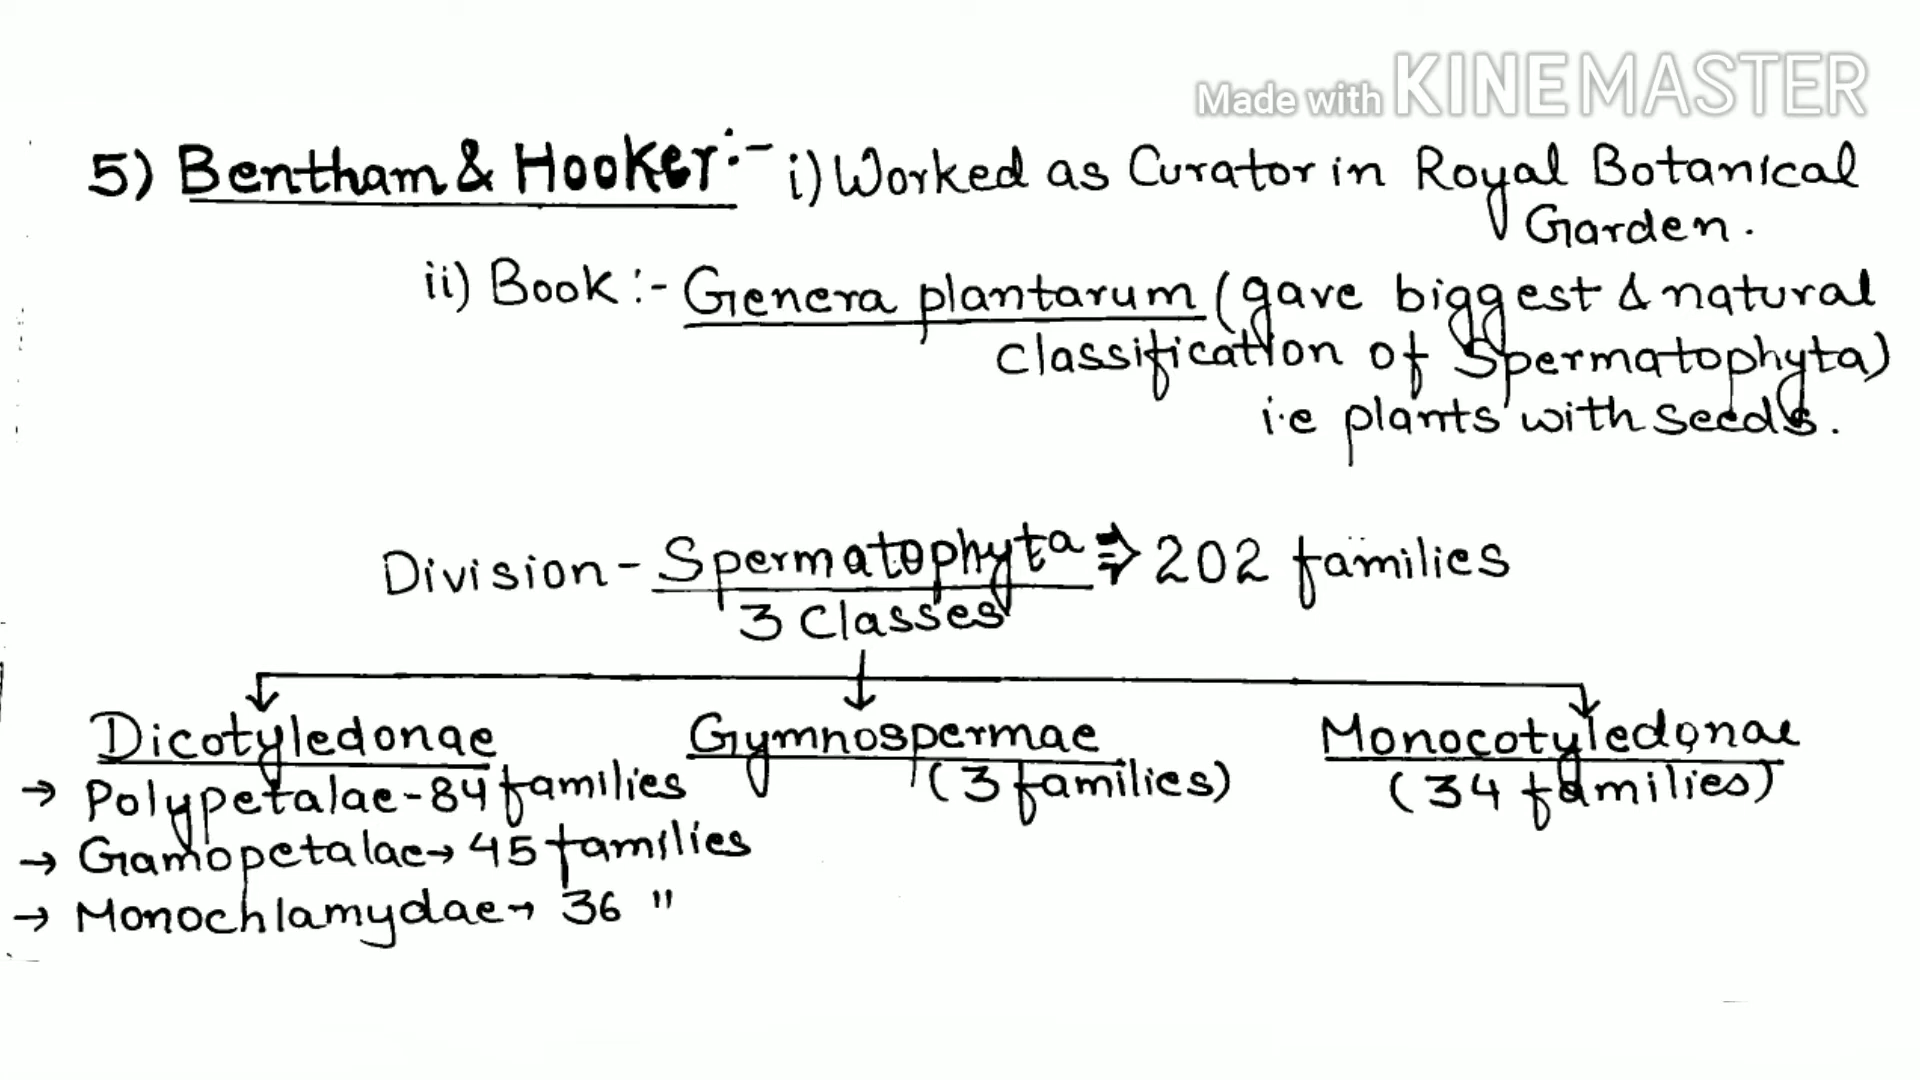 Made with KINEMASTER
5) Bentham & Hooker:- i) Worked as Curator in Royal Botanical
Garden.
ii) Book :- Genera plantarum (gave biggest & natural
classification of Spermatophyta)
i.e plants with seeds.
Division - Spermatophyta ⇒ 202 families
3 Classes
Dicotyledonae
→ Polypetalae - 84 families
→ Gamopetalae → 45 families
→ Monochlamydae → 36 "
Gymnospermae
(3 families)
Monocotyledonae
(34 families)